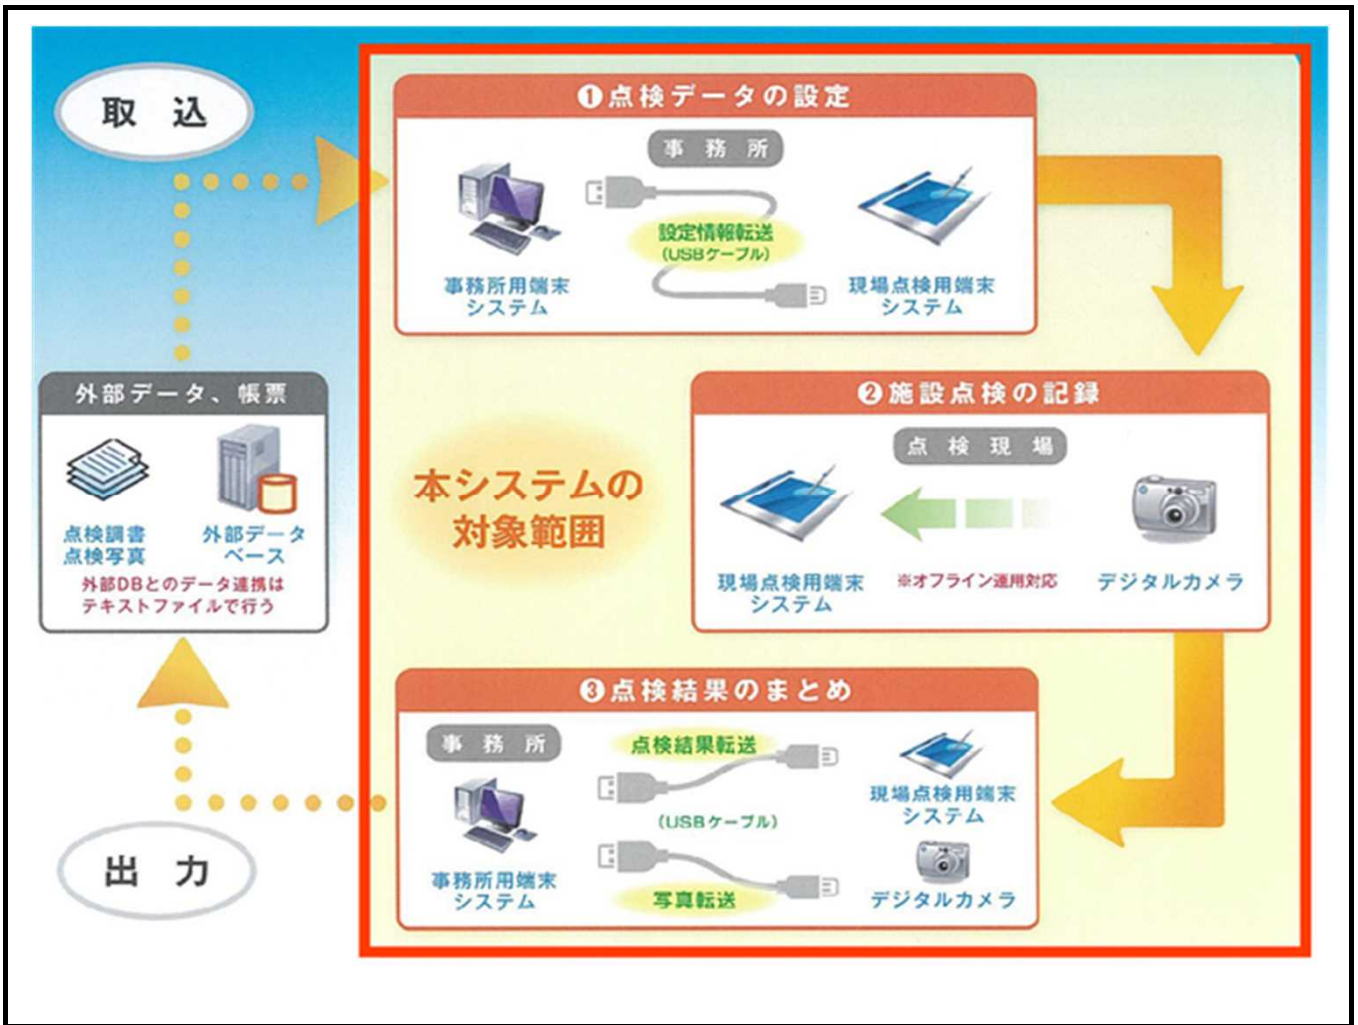 取 込
❶点検データの設定
事 務 所
設定情報転送
(USBケーブル)
事務所用端末
システム
現場点検用端末
システム
外部データ、帳票
点検調書
点検写真
外部データ
ベース
外部DBとのデータ連携は
テキストファイルで行う
本システムの
対象範囲
❷施設点検の記録
点 検 現 場
現場点検用端末
システム
※オフライン運用対応
デジタルカメラ
❸点検結果のまとめ
事 務 所
点検結果転送
(USBケーブル)
写真転送
事務所用端末
システム
現場点検用端末
システム
デジタルカメラ
出 力